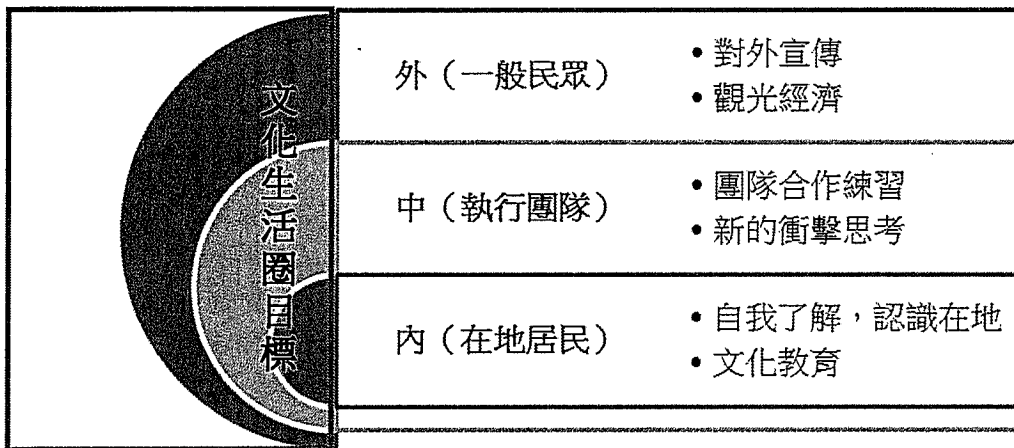 文化生活圈目標
外（一般民眾）
•對外宣傳
•觀光經濟
中（執行團隊）
•團隊合作練習
•新的衝擊思考
內（在地居民）
•自我了解，認識在地
•文化教育